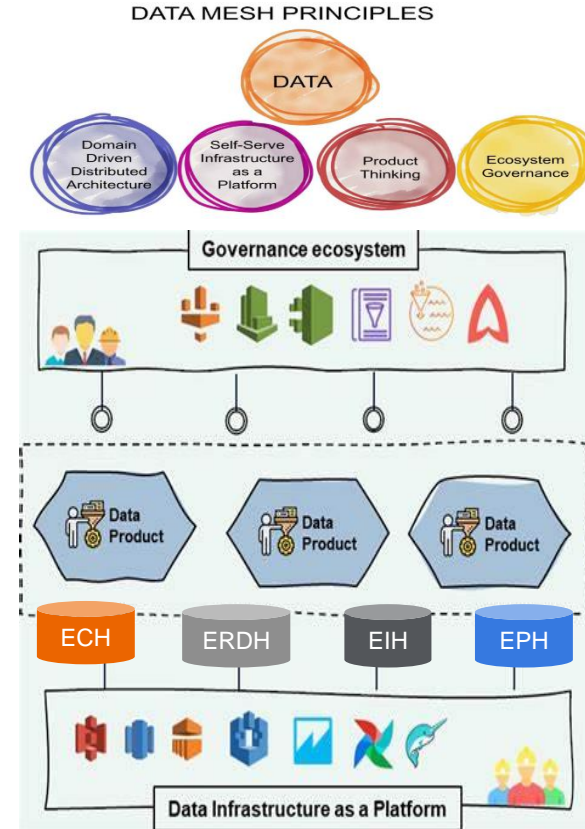 DATA MESH PRINCIPLES
DATA
Domain
Driven
Distributed
Architecture
Self-Serve
Infrastructure
as a
Platform
Product
Thinking
Ecosystem
Governance
Governance ecosystem
Data
Product
Data
Product
Data
Product
ECH
ERDH
EIH
EPH
Data Infrastructure as a Platform